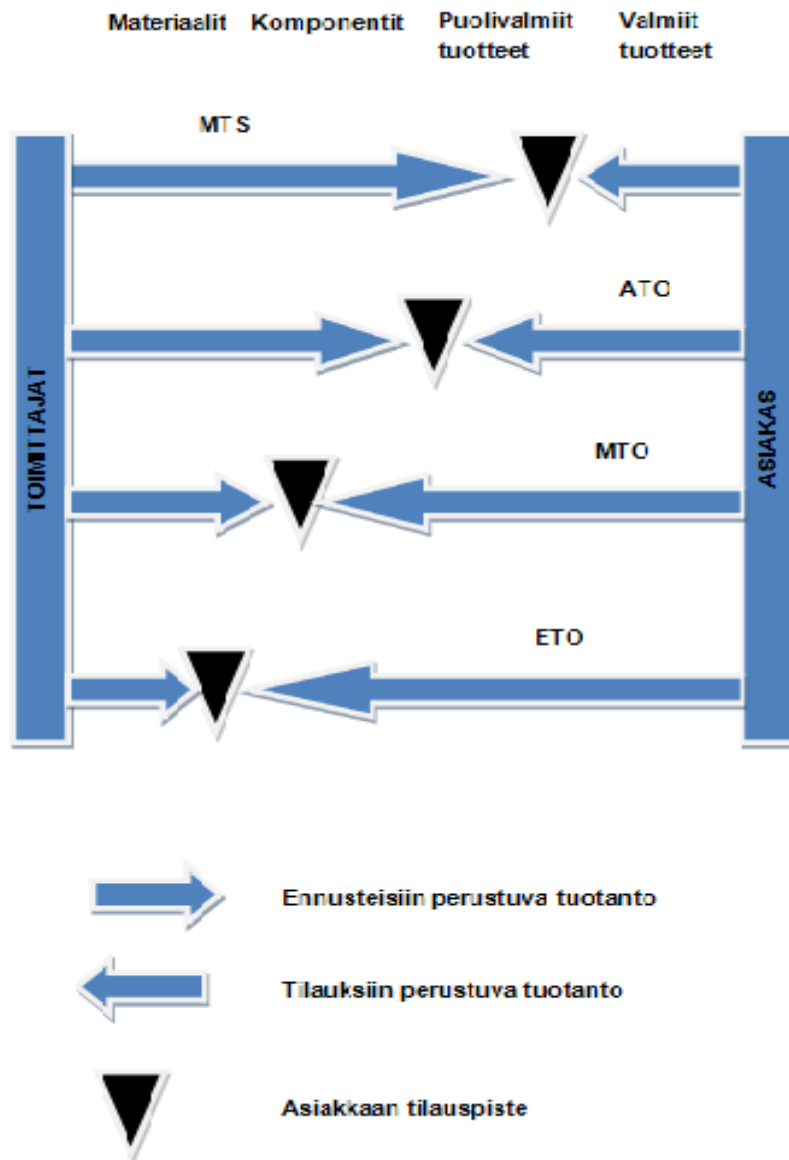 Materiaalit Komponentit Puolivalmiit Valmiit
tuotteet tuotteet
MTS
ATO
TOIMITTAJAT
ASIAKAS
MTO
ETO
Ennusteisiin perustuva tuotanto
Tilauksiin perustuva tuotanto
Asiakkaan tilauspiste